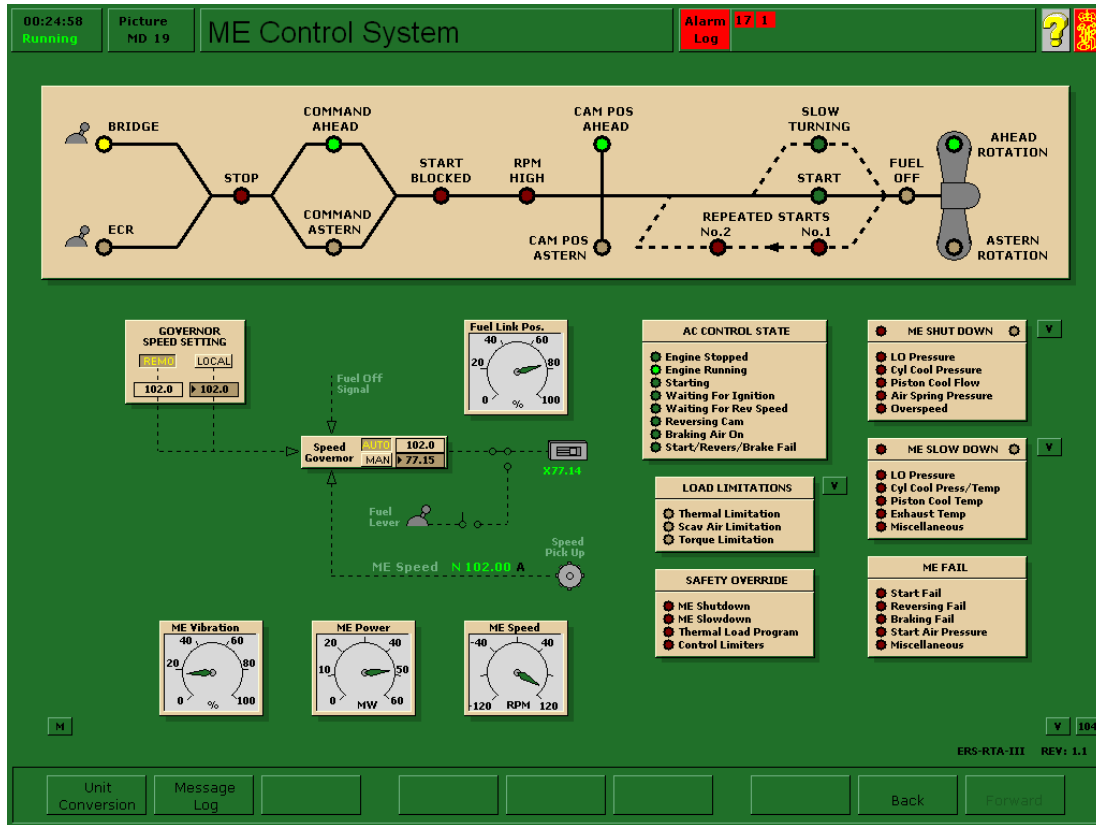 00:24:58
Running
Picture
MD 19
ME Control System
Alarm
Log
17 1
?
BRIDGE
COMMAND
AHEAD
CAM POS
AHEAD
SLOW
TURNING
AHEAD
ROTATION
STOP
START
BLOCKED
RPM
HIGH
START
FUEL
OFF
ECR
COMMAND
ASTERN
CAM POS
ASTERN
REPEATED STARTS
No.2
No.1
ASTERN
ROTATION
GOVERNOR
SPEED SETTING
REMO
LOCAL
102.0
102.0
Fuel Off
Signal
Fuel Link Pos.
40 60
20 80
0 % 100
Speed
Governor
AUTO 102.0
MAN 77.15
X77.14
Fuel
Lever
Speed
Pick Up
ME Speed N 102.00 A
AC CONTROL STATE
Engine Stopped
Engine Running
Starting
Waiting For Ignition
Waiting For Rev Speed
Reversing Cam
Braking Air On
Start/Revers/Brake Fail
ME SHUT DOWN
V
LO Pressure
Cyl Cool Pressure
Piston Cool Flow
Air Spring Pressure
Overspeed
ME SLOW DOWN
V
LO Pressure
Cyl Cool Press/Temp
Piston Cool Temp
Exhaust Temp
Miscellaneous
LOAD LIMITATIONS
V
Thermal Limitation
Scav Air Limitation
Torque Limitation
SAFETY OVERRIDE
ME Shutdown
ME Slowdown
Thermal Load Program
Control Limiters
ME FAIL
Start Fail
Reversing Fail
Braking Fail
Start Air Pressure
Miscellaneous
ME Vibration
40 60
20 80
0 % 100
ME Power
20 40
10 50
0 MW 60
ME Speed
-40 40
-120 RPM 120
M
V
104
ERS-RTA-III REV: 1.1
Unit
Conversion
Message
Log
Back
Forward